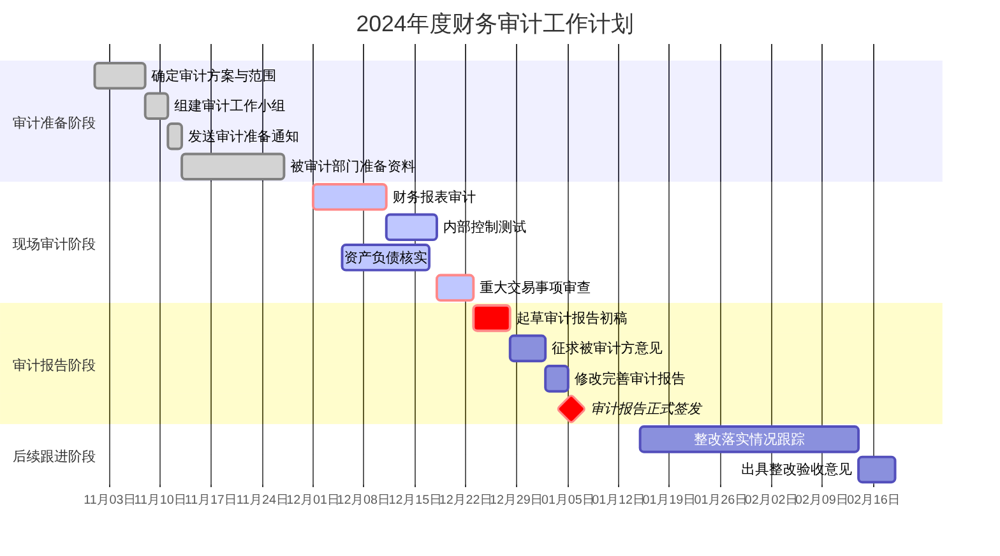 2024年度财务审计工作计划
审计准备阶段
确定审计方案与范围
组建审计工作小组
发送审计准备通知
被审计部门准备资料
现场审计阶段
财务报表审计
内部控制测试
资产负债核实
重大交易事项审查
审计报告阶段
起草审计报告初稿
征求被审计方意见
修改完善审计报告
审计报告正式签发
后续跟进阶段
整改落实情况跟踪
出具整改验收意见
11月03日 11月10日 11月17日 11月24日 12月01日 12月08日 12月15日 12月22日 12月29日 01月05日 01月12日 01月19日 01月26日 02月02日 02月09日 02月16日